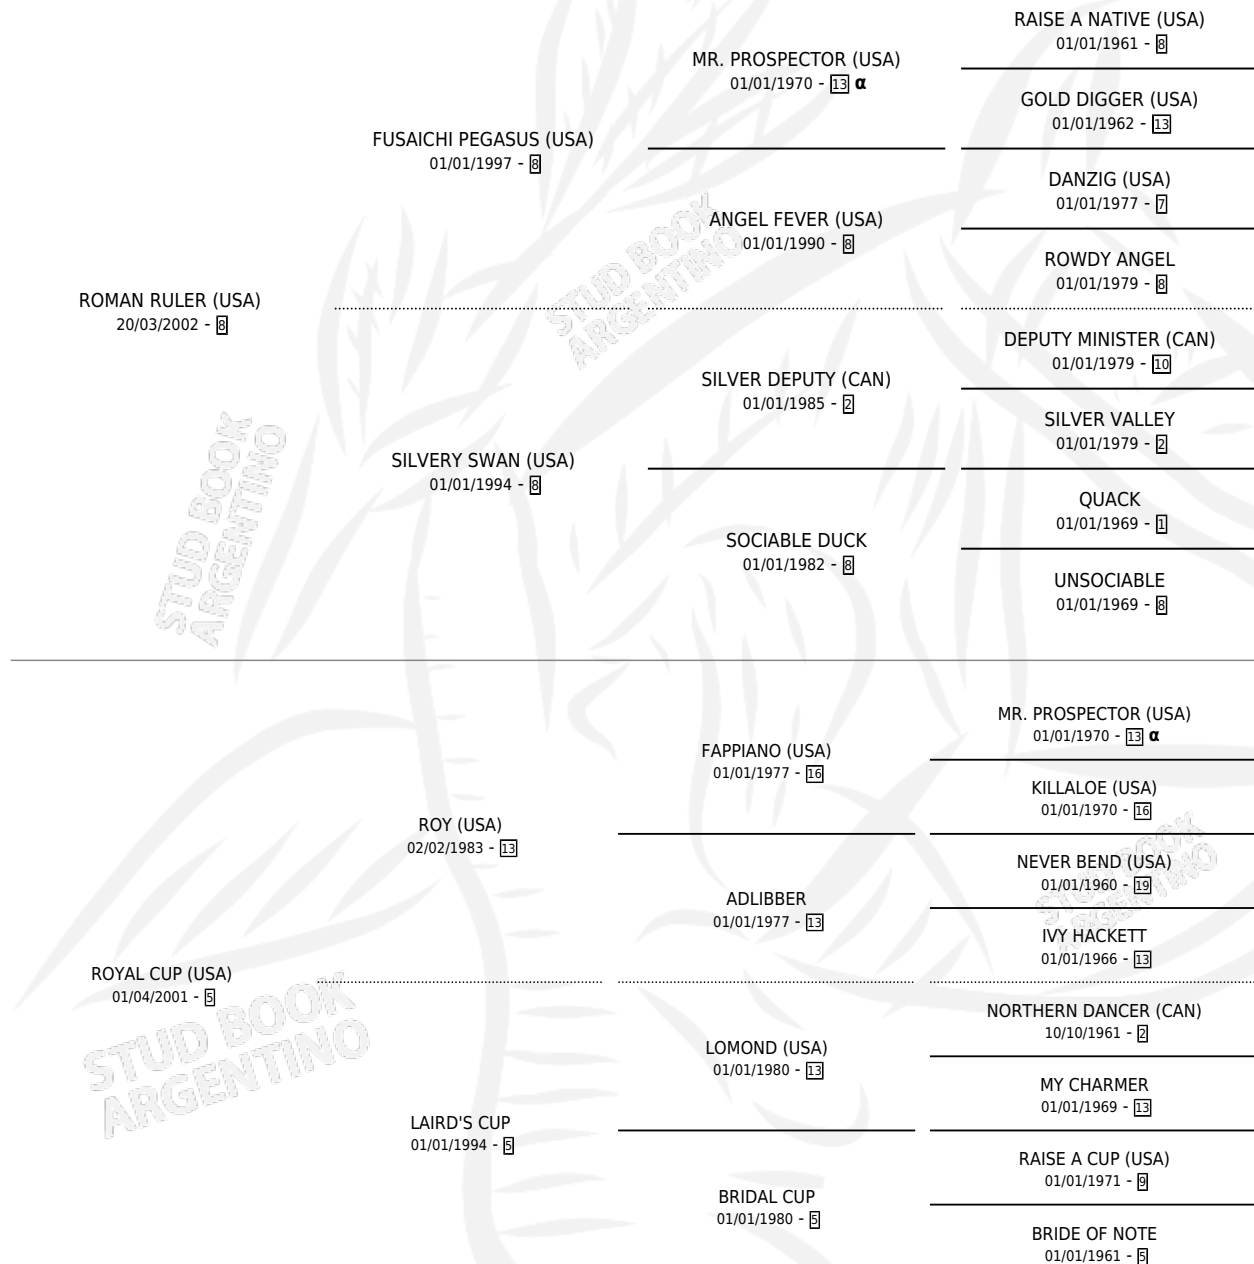 RAISE A NATIVE (USA)
01/01/1961 - 8
MR. PROSPECTOR (USA)
01/01/1970 - 13 α
GOLD DIGGER (USA)
01/01/1962 - 13
FUSAICHI PEGASUS (USA)
01/01/1997 - 8
DANZIG (USA)
01/01/1977 - 7
ANGEL FEVER (USA)
01/01/1990 - 8
ROWDY ANGEL
01/01/1979 - 8
ROMAN RULER (USA)
20/03/2002 - 8
DEPUTY MINISTER (CAN)
01/01/1979 - 10
SILVER DEPUTY (CAN)
01/01/1985 - 2
SILVER VALLEY
01/01/1979 - 2
SILVERY SWAN (USA)
01/01/1994 - 8
QUACK
01/01/1969 - 1
SOCIABLE DUCK
01/01/1982 - 8
UNSOCIABLE
01/01/1969 - 8
MR. PROSPECTOR (USA)
01/01/1970 - 13 α
FAPPIANO (USA)
01/01/1977 - 16
KILLALOE (USA)
01/01/1970 - 16
ROY (USA)
02/02/1983 - 13
NEVER BEND (USA)
01/01/1960 - 19
ADLIBBER
01/01/1977 - 13
IVY HACKETT
01/01/1966 - 13
ROYAL CUP (USA)
01/04/2001 - 5
NORTHERN DANCER (CAN)
10/10/1961 - 2
LOMOND (USA)
01/01/1980 - 13
MY CHARMER
01/01/1969 - 13
LAIRD'S CUP
01/01/1994 - 5
RAISE A CUP (USA)
01/01/1971 - 9
BRIDAL CUP
01/01/1980 - 5
BRIDE OF NOTE
01/01/1961 - 5
STUD BOOK
ARGENTINO
STUD BOOK
ARGENTINO
STUD BOOK
ARGENTINO
STUD BOOK
ARGENTINO